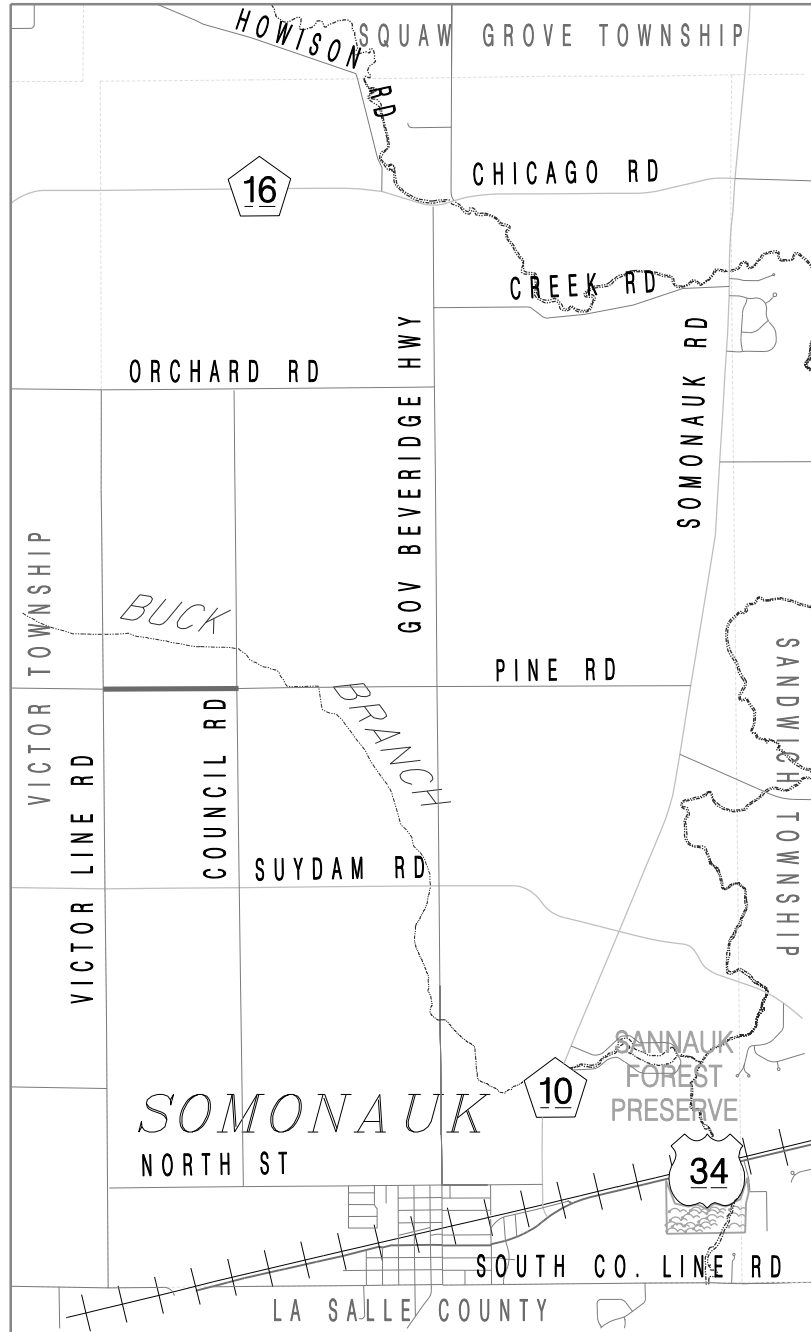 SQUAW GROVE TOWNSHIP
HOWISON RD
16
CHICAGO RD
CREEK RD
ORCHARD RD
GOV BEVERIDGE HWY
SOMONAUK RD
VICTOR TOWNSHIP
BUCK BRANCH
PINE RD
SANDWICH TOWNSHIP
VICTOR LINE RD
COUNCIL RD
SUYDAM RD
SANNAUK
FOREST
PRESERVE
10
SOMONAUK
NORTH ST
34
SOUTH CO. LINE RD
LA SALLE COUNTY